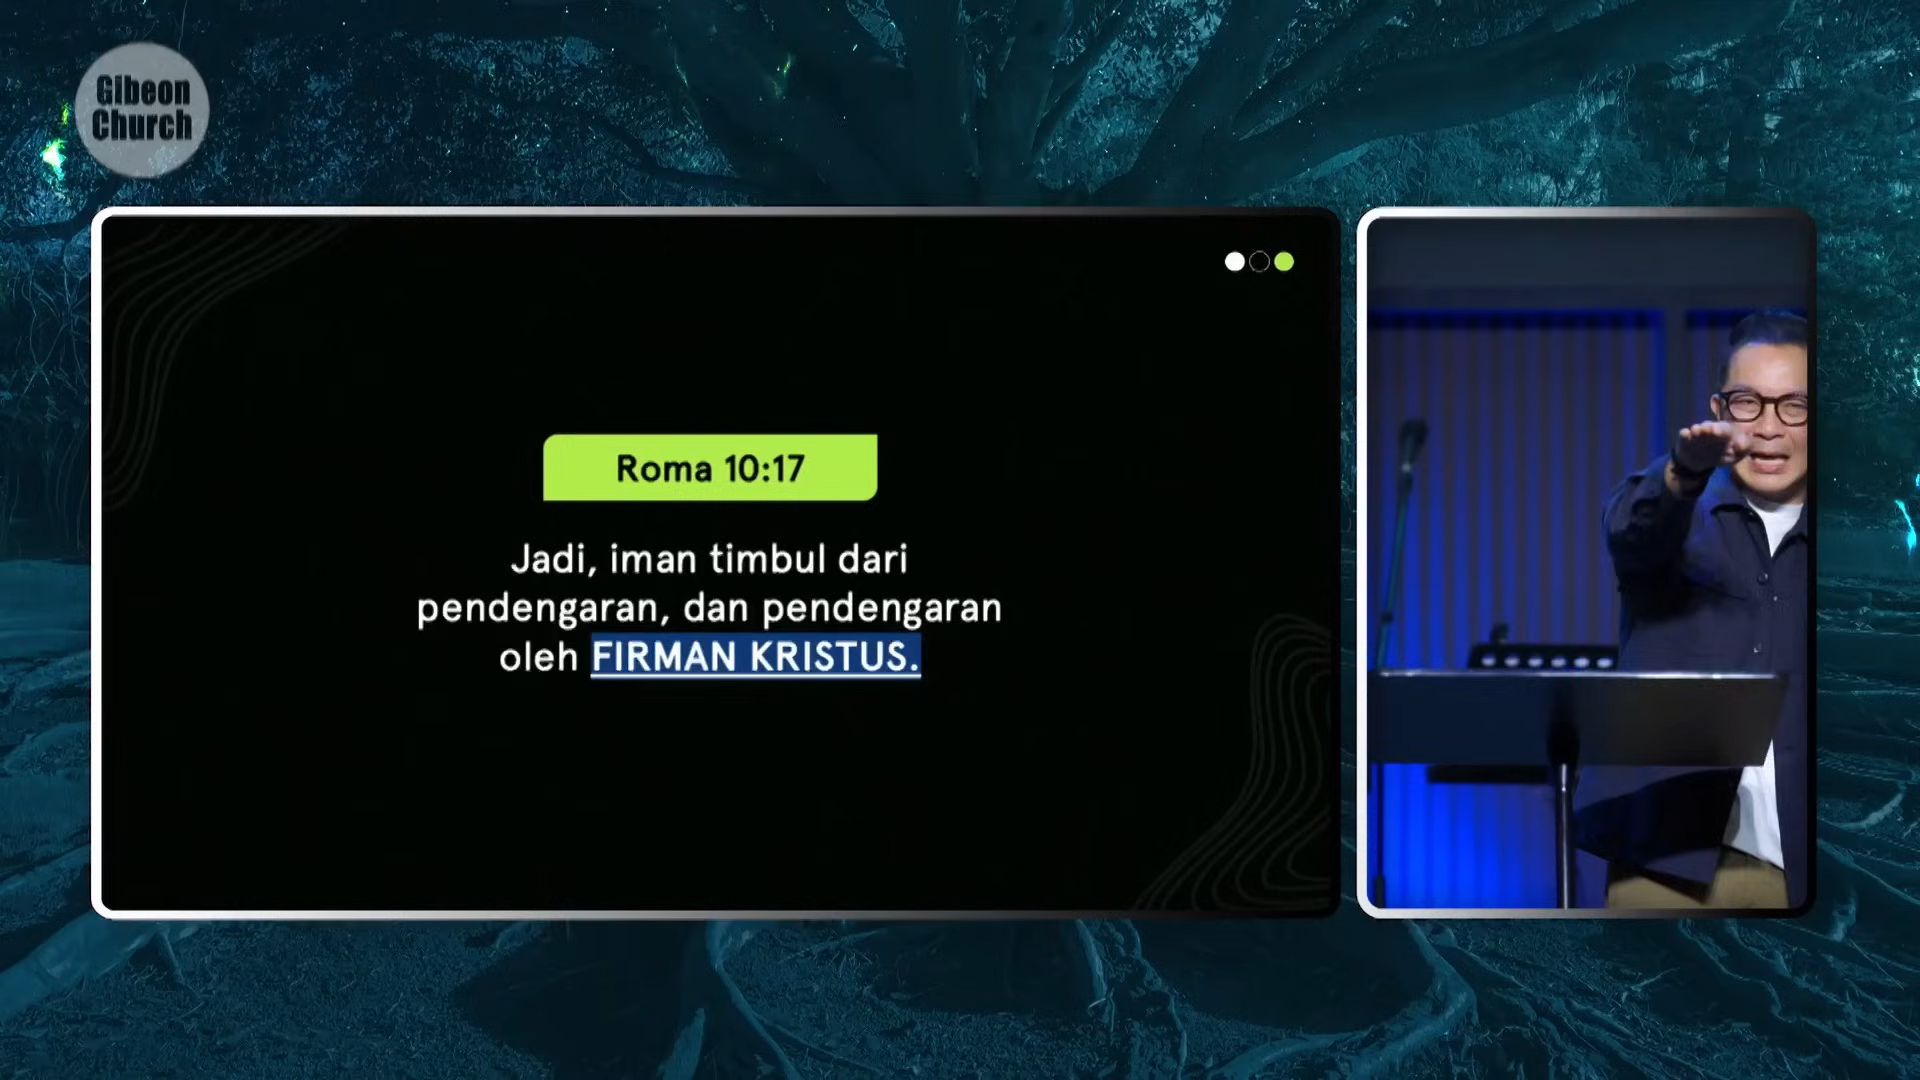 Gibeon
Church
Roma 10:17
Jadi, iman timbul dari
pendengaran, dan pendengaran
oleh FIRMAN KRISTUS.